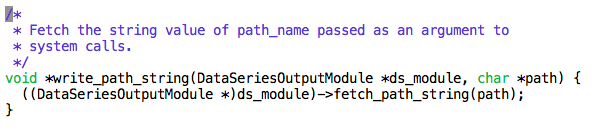 /*
 * Fetch the string value of path_name passed as an argument to
 * system calls.
 */
void *write_path_string(DataSeriesOutputModule *ds_module, char *path) {
  ((DataSeriesOutputModule *)ds_module)->fetch_path_string(path);
}